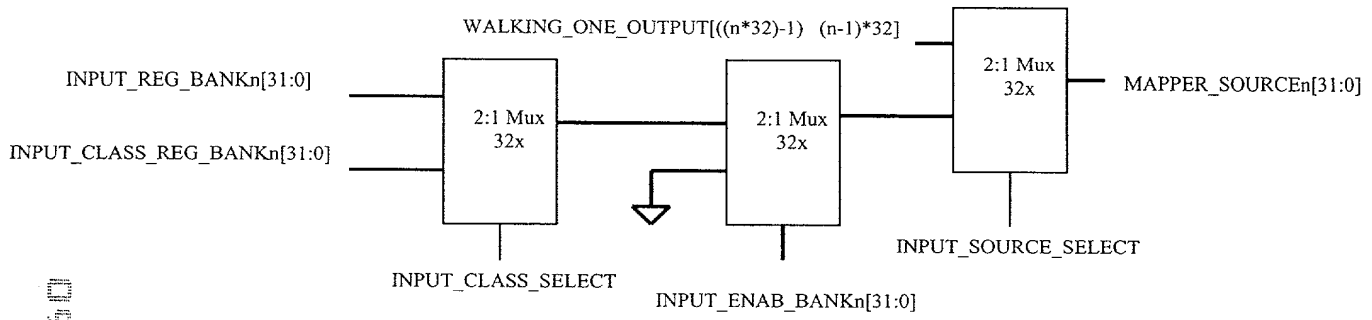 WALKING_ONE_OUTPUT[((n*32)-1) (n-1)*32]
INPUT_REG_BANKn[31:0]
2:1 Mux
32x
MAPPER_SOURCEn[31:0]
INPUT_CLASS_REG_BANKn[31:0]
2:1 Mux
32x
2:1 Mux
32x
INPUT_SOURCE_SELECT
INPUT_CLASS_SELECT
INPUT_ENAB_BANKn[31:0]